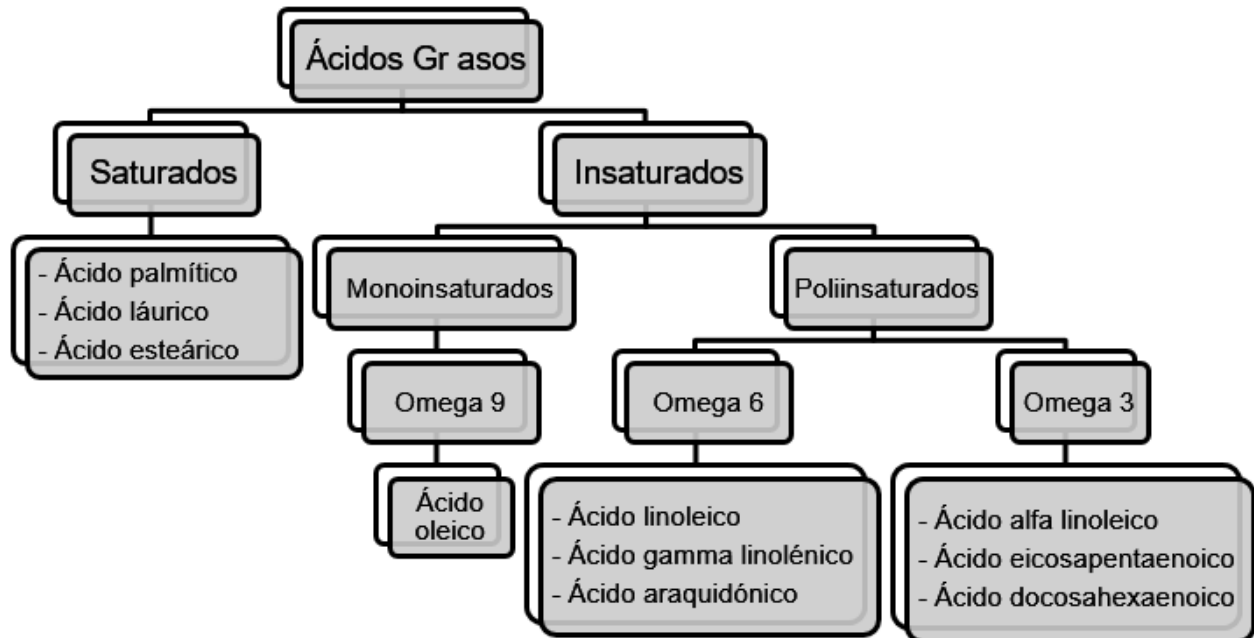 Ácidos Gr asos
Saturados
Insaturados
- Ácido palmítico
- Ácido láurico
- Ácido esteárico
Monoinsaturados
Poliinsaturados
Omega 9
Omega 6
Omega 3
Ácido
oleico
- Ácido linoleico
- Ácido gamma linolénico
- Ácido araquidónico
- Ácido alfa linoleico
- Ácido eicosapentaenoico
- Ácido docosahexaenoico